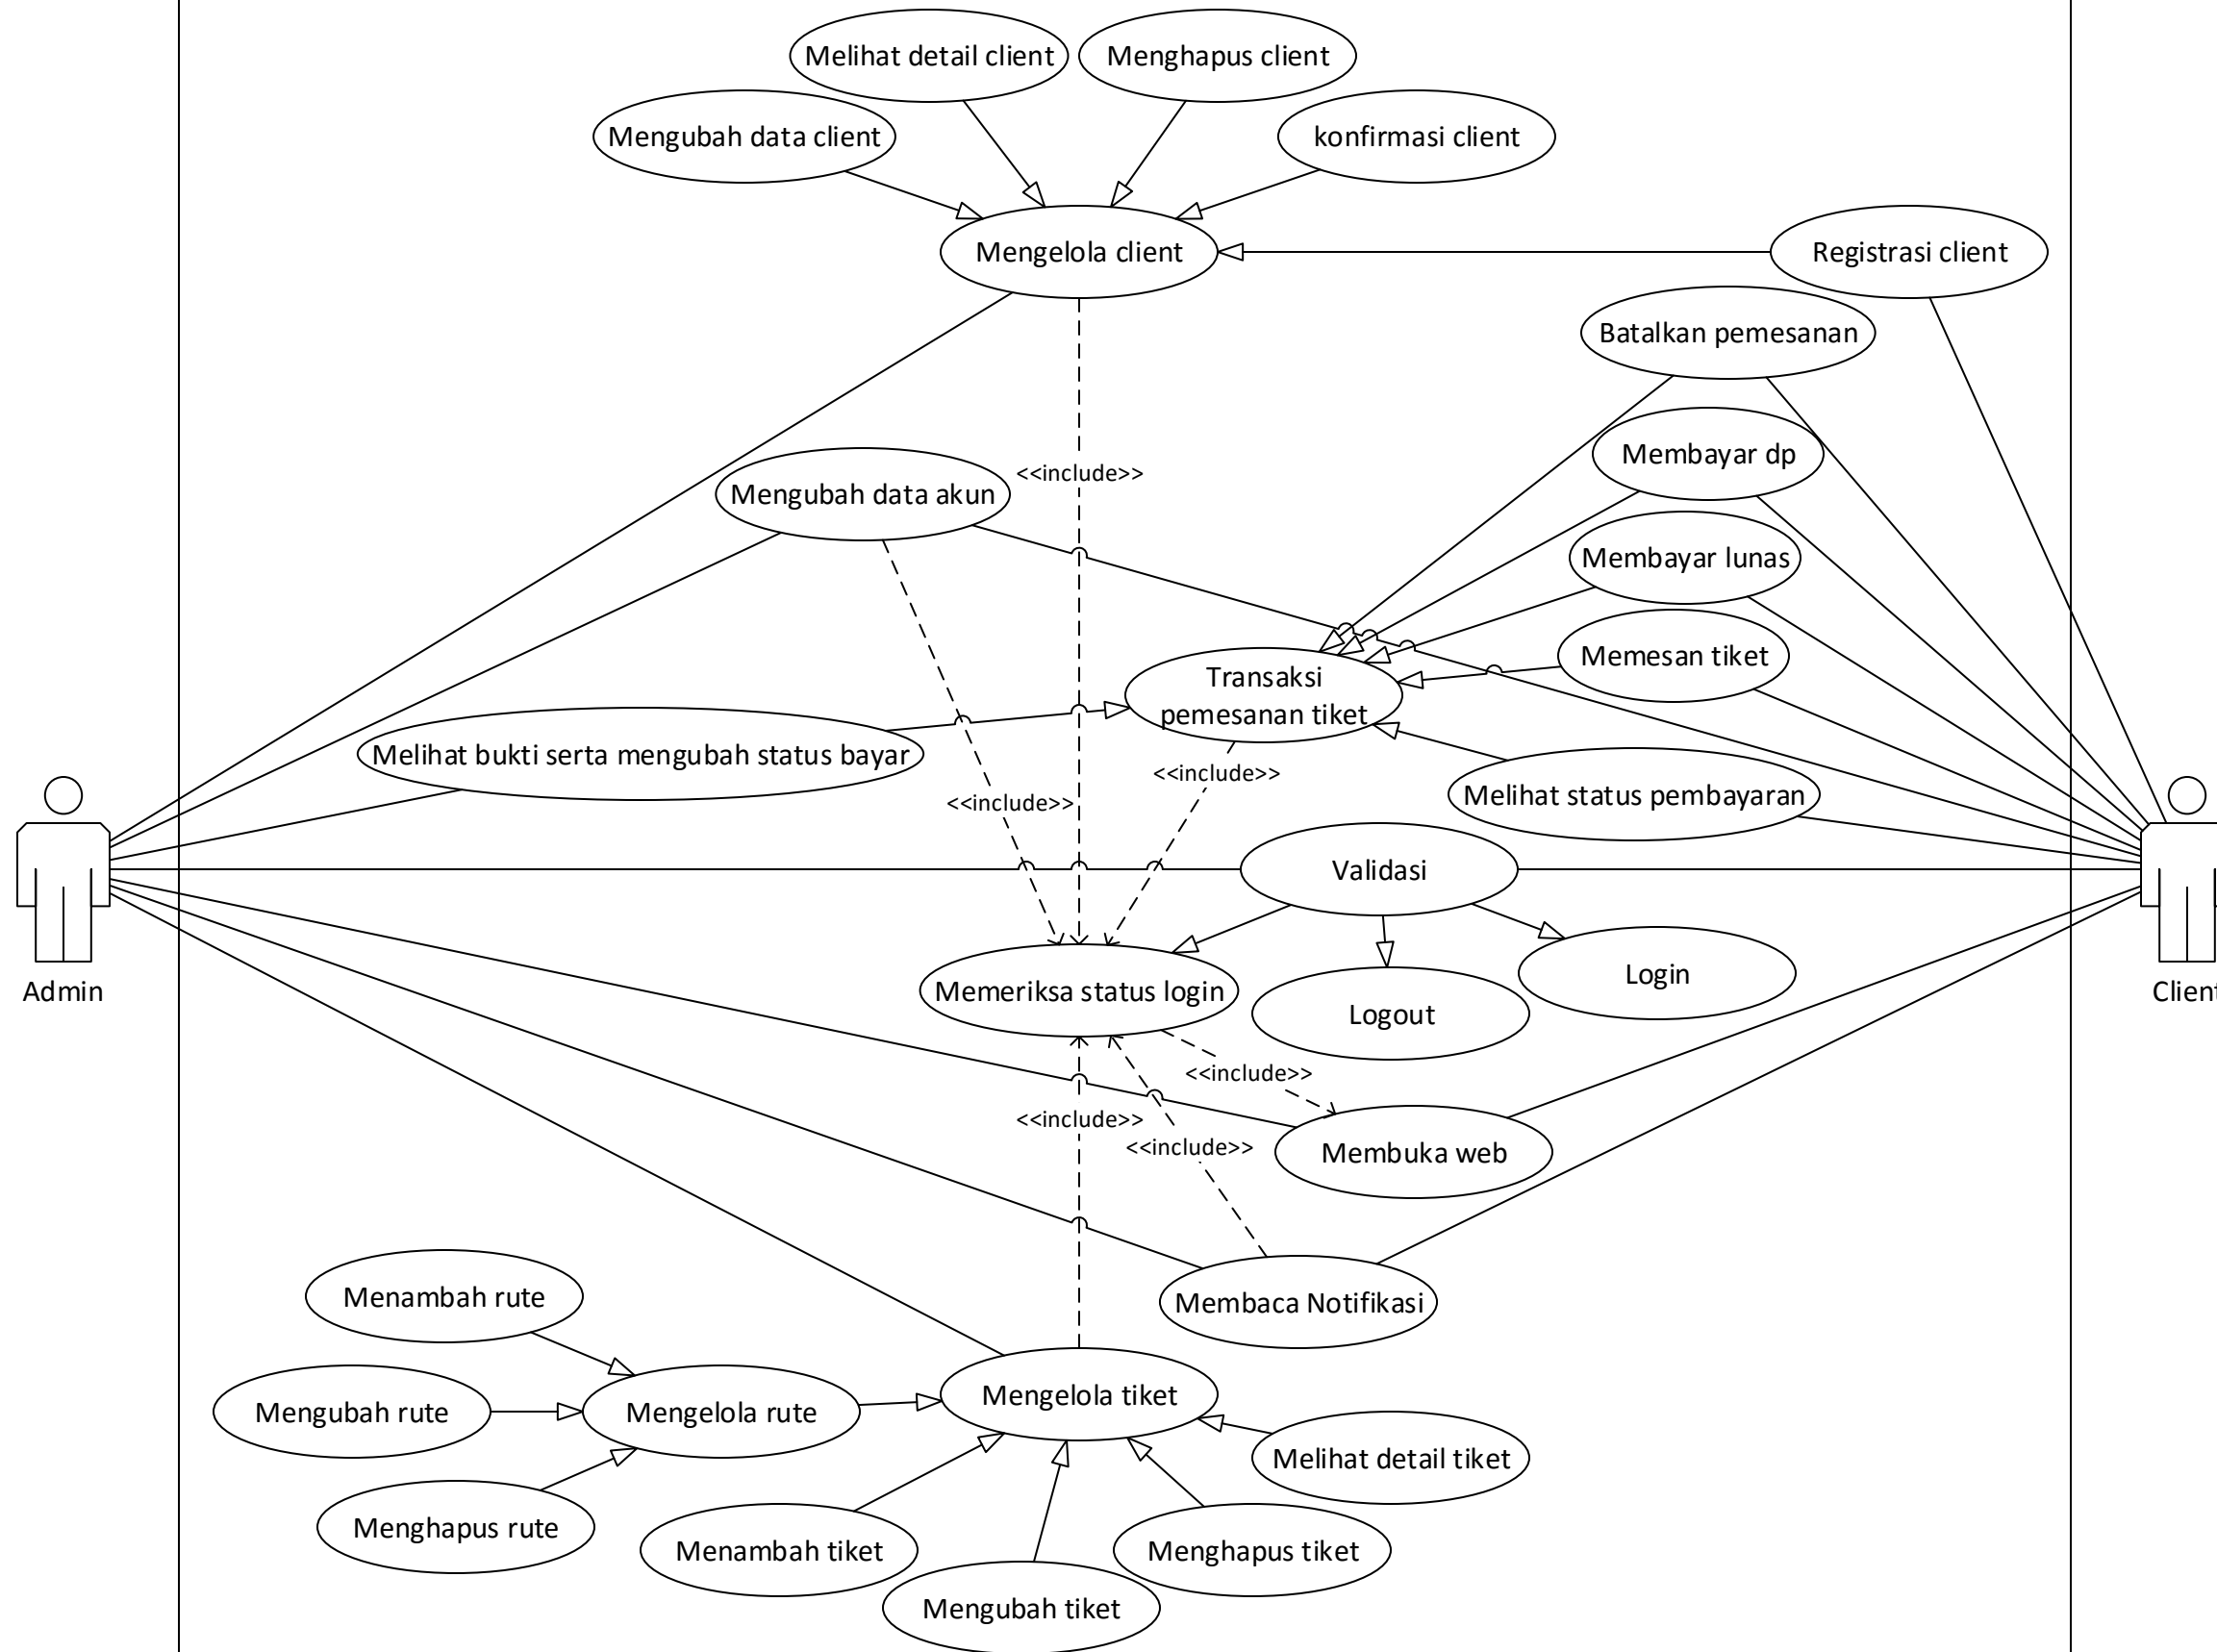 Melihat detail client
Menghapus client
Mengubah data client
konfirmasi client
Mengelola client
Registrasi client
Batalkan pemesanan
Membayar dp
<<include>>
Mengubah data akun
Membayar lunas
Memesan tiket
Transaksi
pemesanan tiket
Melihat bukti serta mengubah status bayar
<<include>>
Melihat status pembayaran
<<include>>
Validasi
Memeriksa status login
Login
Logout
Admin
Client
<<include>>
<<include>>
<<include>>
Membuka web
Menambah rute
Membaca Notifikasi
Mengubah rute
Mengelola rute
Mengelola tiket
Melihat detail tiket
Menghapus rute
Menambah tiket
Menghapus tiket
Mengubah tiket